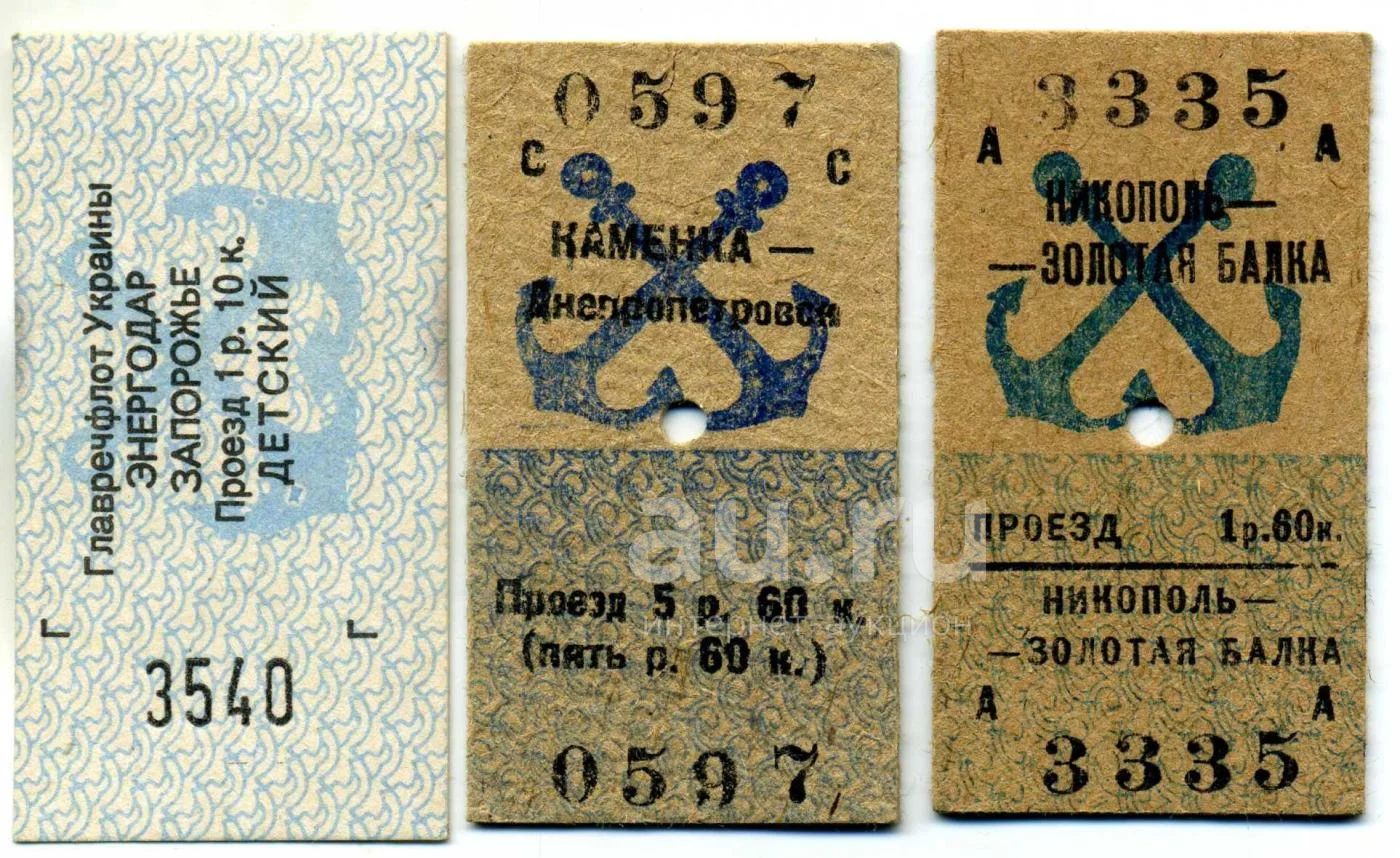 Главречфлот Украины
ЭНЕРГОДАР
ЗАПОРОЖЬЕ
Проезд 1 р. 10 к.
ДЕТСКИЙ
Г Г
3540
0597
С С
КАМЕНКА —
Днепропетровск
Проезд 5 р. 60 к.
(пять р. 60 к.)
0597
3335
А А
НИКОПОЛЬ—
—ЗОЛОТАЯ БАЛКА
ПРОЕЗД 1р.60к.
НИКОПОЛЬ—
—ЗОЛОТАЯ БАЛКА
А А
3335
au.ru
интернет-аукцион